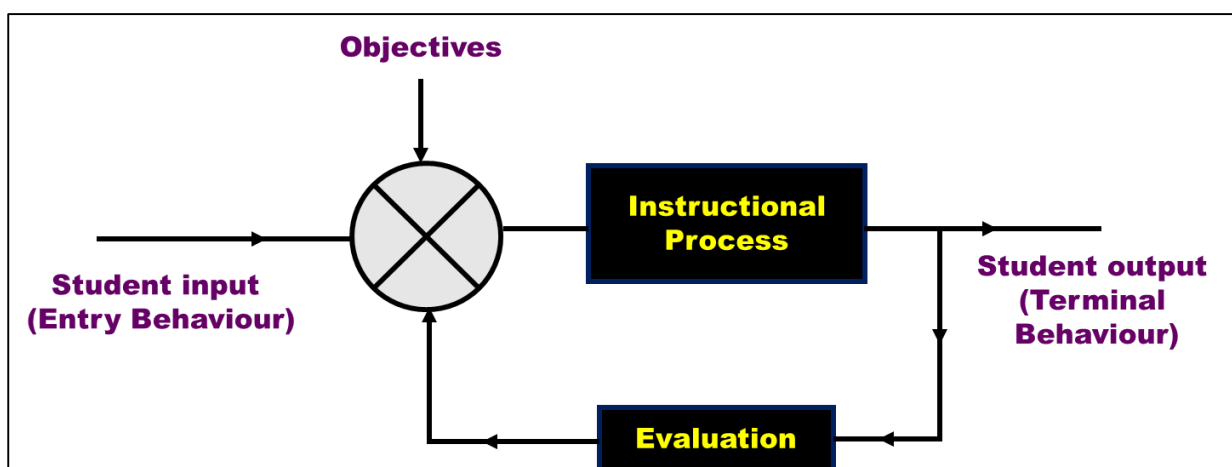 Objectives
Instructional
Process
Student input
(Entry Behaviour)
Student output
(Terminal
Behaviour)
Evaluation